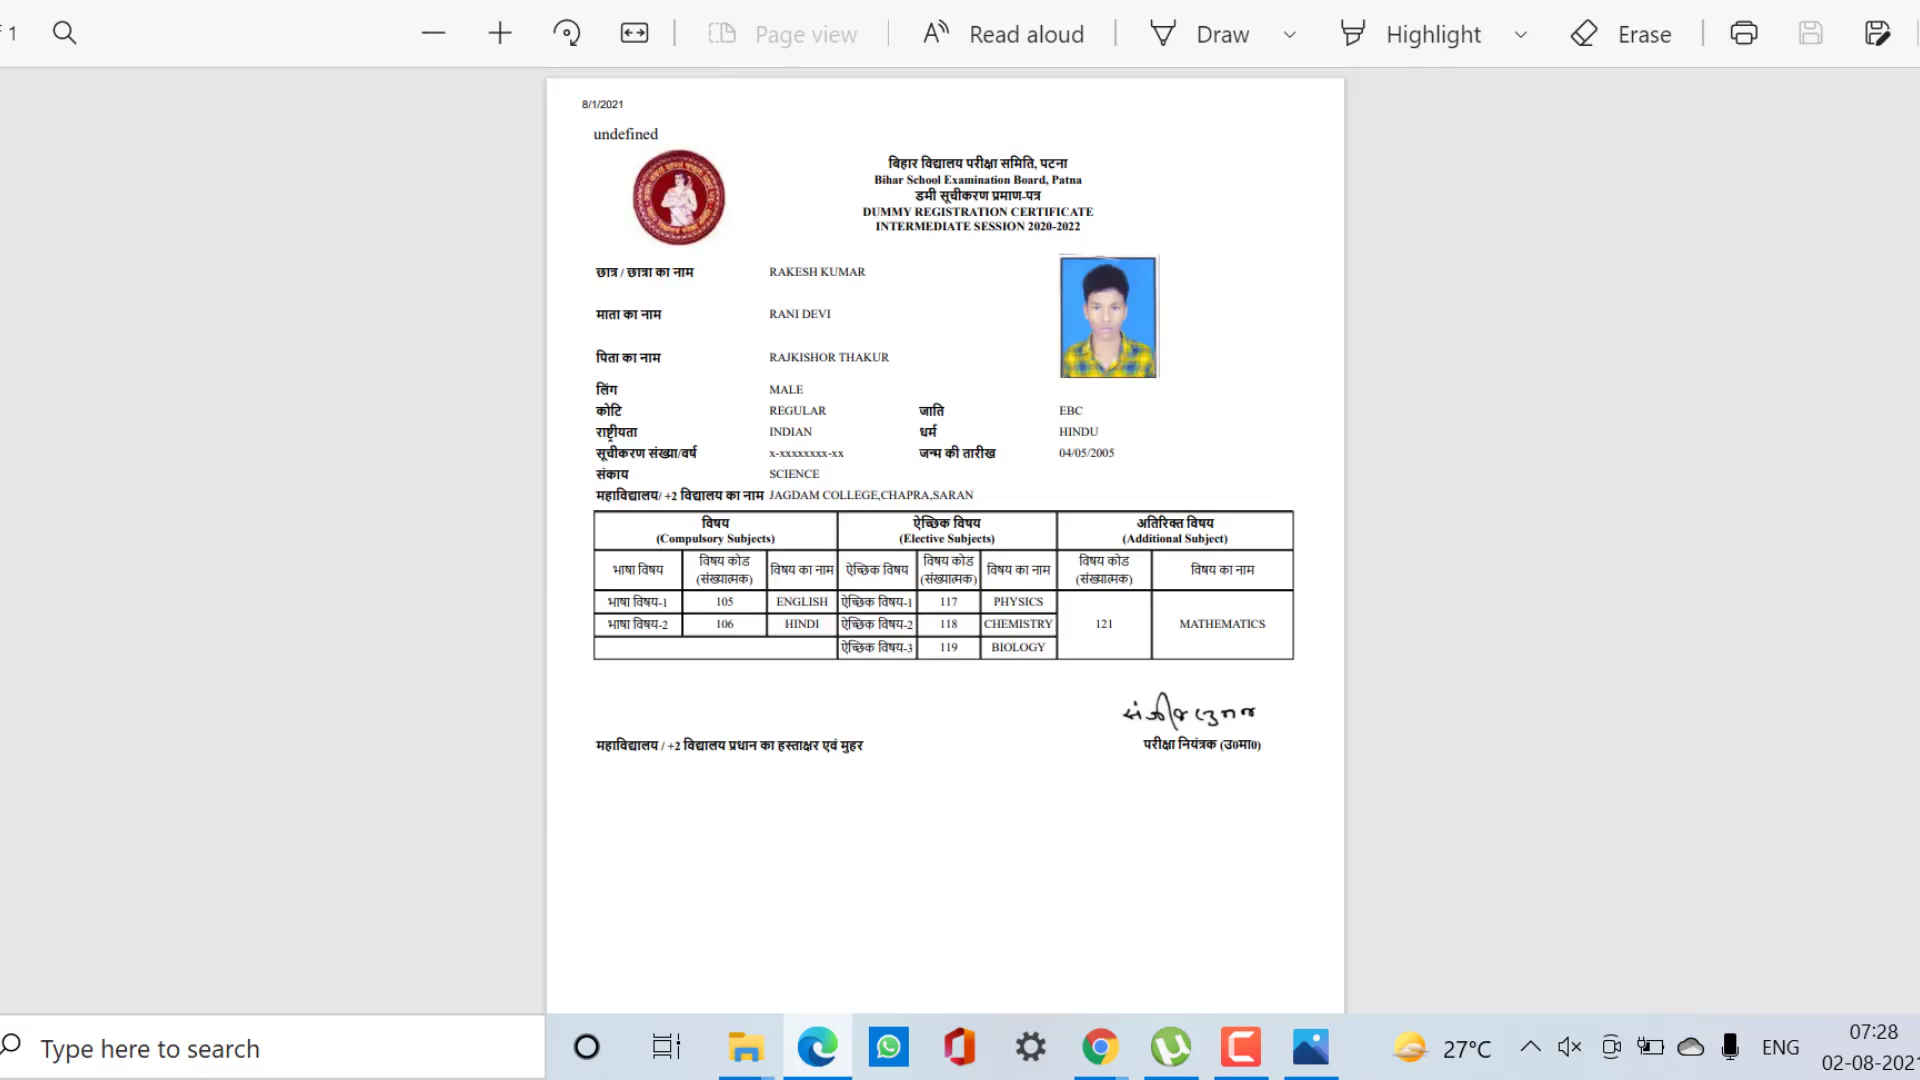 1
Page view
Read aloud
Draw
Highlight
Erase
8/1/2021
undefined
बिहार विद्यालय परीक्षा समिति, पटना
Bihar School Examination Board, Patna
डमी सूचीकरण प्रमाण-पत्र
DUMMY REGISTRATION CERTIFICATE
INTERMEDIATE SESSION 2020-2022
छात्र / छात्रा का नाम RAKESH KUMAR
माता का नाम RANI DEVI
पिता का नाम RAJKISHOR THAKUR
लिंग MALE
कोटि REGULAR जाति EBC
राष्ट्रीयता INDIAN धर्म HINDU
सूचीकरण संख्या/वर्ष x-xxxxxxxx-xx जन्म की तारीख 04/05/2005
संकाय SCIENCE
महाविद्यालय/ +2 विद्यालय का नाम JAGDAM COLLEGE,CHAPRA,SARAN
विषय ऐच्छिक विषय अतिरिक्त विषय
(Compulsory Subjects) (Elective Subjects) (Additional Subject)
भाषा विषय विषय कोड (संख्यात्मक) विषय का नाम ऐच्छिक विषय विषय कोड (संख्यात्मक) विषय का नाम विषय कोड (संख्यात्मक) विषय का नाम
भाषा विषय-1 105 ENGLISH ऐच्छिक विषय-1 117 PHYSICS
भाषा विषय-2 106 HINDI ऐच्छिक विषय-2 118 CHEMISTRY 121 MATHEMATICS
ऐच्छिक विषय-3 119 BIOLOGY
महाविद्यालय / +2 विद्यालय प्रधान का हस्ताक्षर एवं मुहर परीक्षा नियंत्रक (उ0मा0)
Type here to search
27°C
ENG
07:28
02-08-202